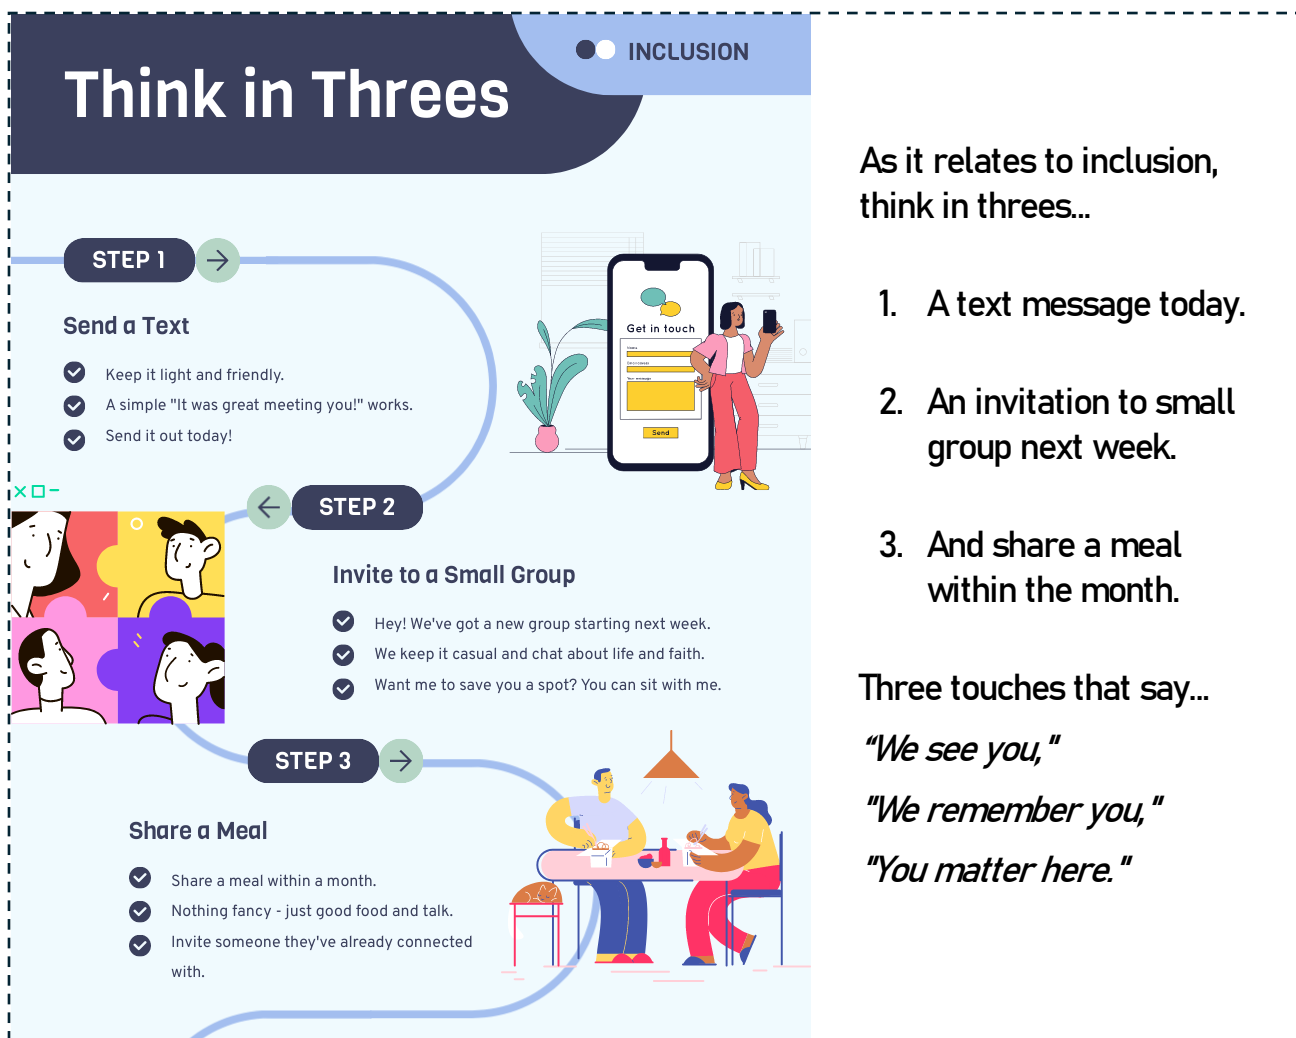 Think in Threes
INCLUSION
STEP 1
Send a Text
Keep it light and friendly.
A simple "It was great meeting you!" works.
Send it out today!
Get in touch
Name
Your message
Send
STEP 2
Invite to a Small Group
Hey! We've got a new group starting next week.
We keep it casual and chat about life and faith.
Want me to save you a spot? You can sit with me.
STEP 3
Share a Meal
Share a meal within a month.
Nothing fancy - just good food and talk.
Invite someone they've already connected
with.
As it relates to inclusion,
think in threes...
1. A text message today.
2. An invitation to small
group next week.
3. And share a meal
within the month.
Three touches that say...
“We see you,"
"We remember you,"
"You matter here."